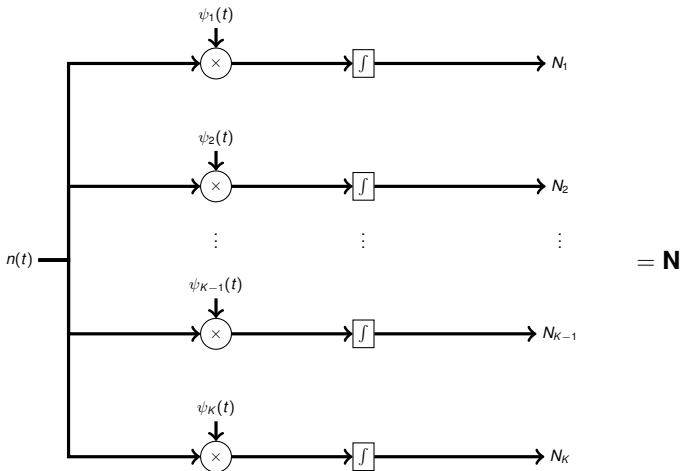 ψ₁(t)
× ∫ N₁
ψ₂(t)
× ∫ N₂
⋮ ⋮ ⋮
n(t) = N
ψ_{K−1}(t)
× ∫ N_{K−1}
ψ_K(t)
× ∫ N_K